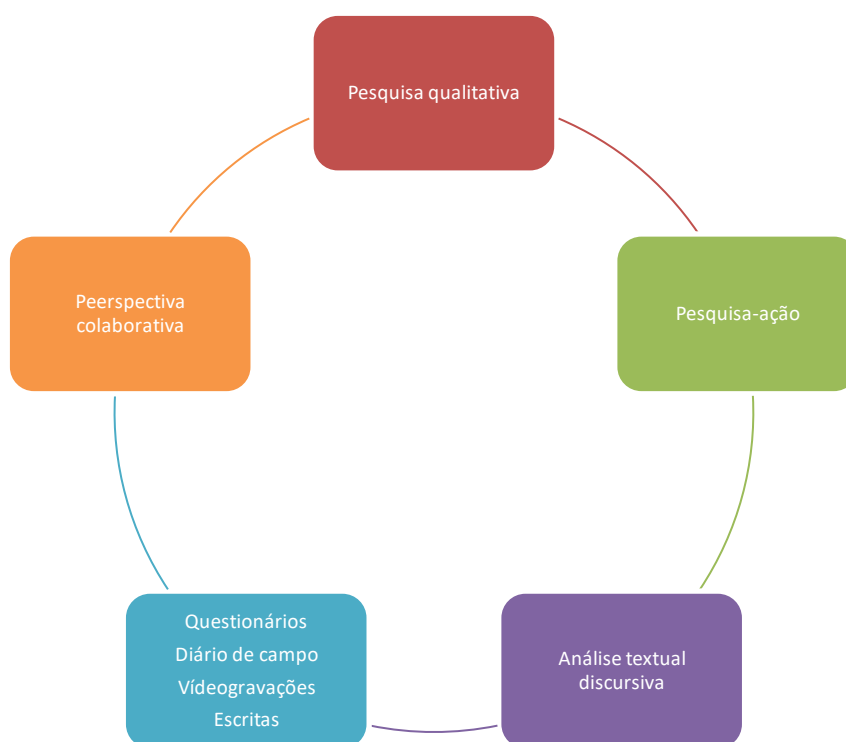 Pesquisa qualitativa
Pesquisa-ação
Análise textual
discursiva
Questionários
Diário de campo
Vídeogravações
Escritas
Peerspectiva
colaborativa